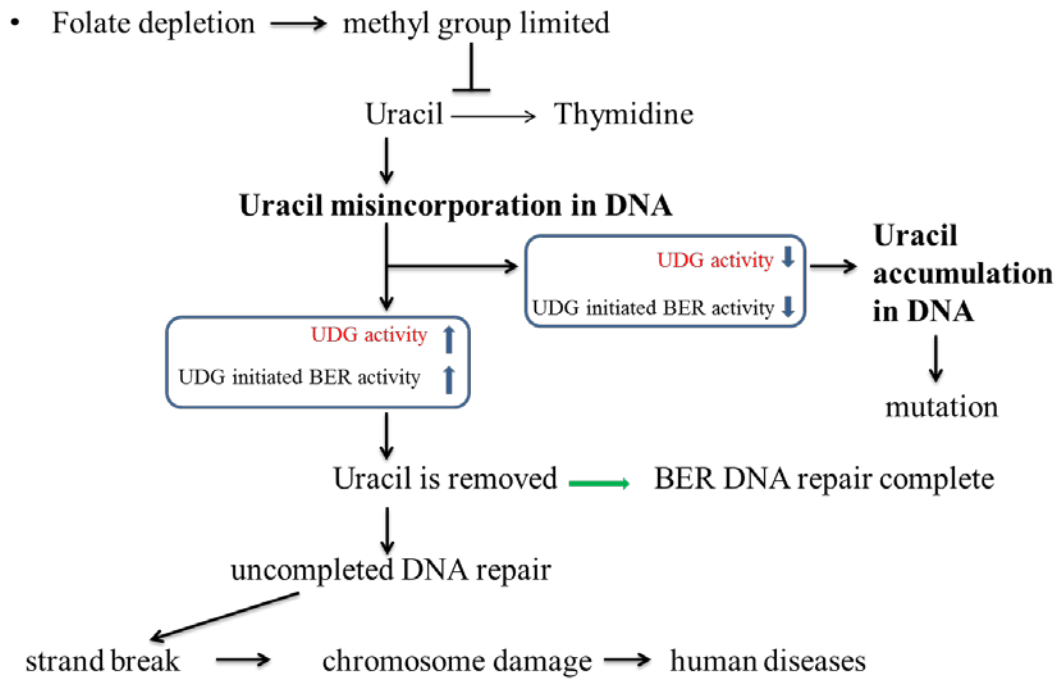 • Folate depletion methyl group limited
Uracil Thymidine
Uracil misincorporation in DNA
UDG activity
UDG initiated BER activity
Uracil
accumulation
in DNA
mutation
UDG activity
UDG initiated BER activity
Uracil is removed BER DNA repair complete
uncompleted DNA repair
strand break chromosome damage human diseases